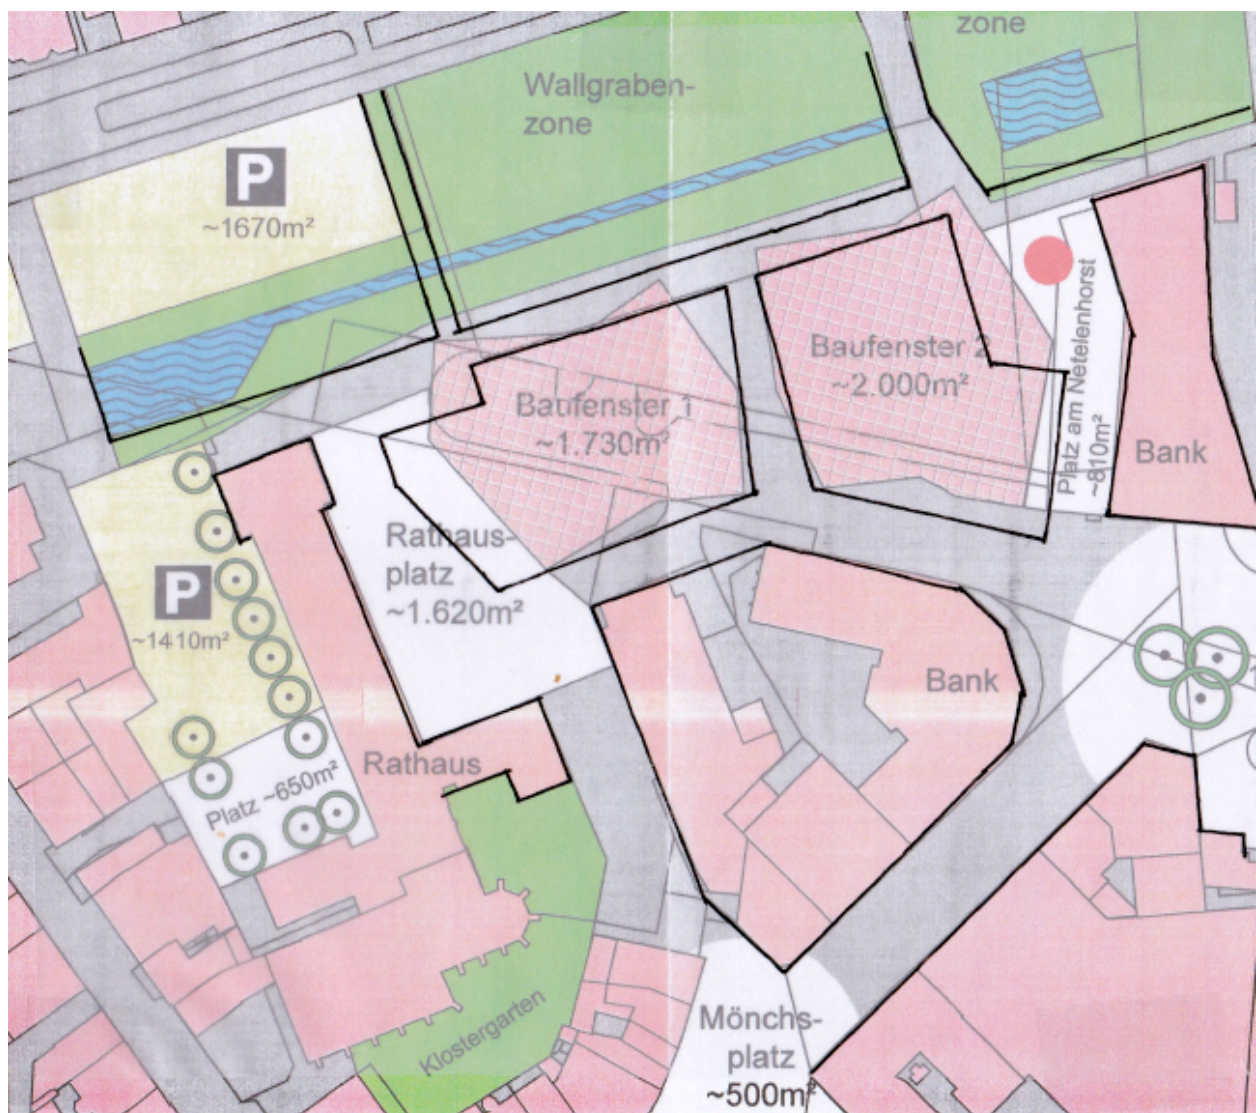 zone
Wallgraben-
zone
P
~1670m²
Baufenster 2
~2.000m²
Platz am Netelenhorst
~810m²
Bank
Baufenster 1
~1.730m²
Rathaus-
platz
~1.620m²
P
~1410m²
Bank
Rathaus
Platz ~650m²
Klostergarten
Mönchs-
platz
~500m²